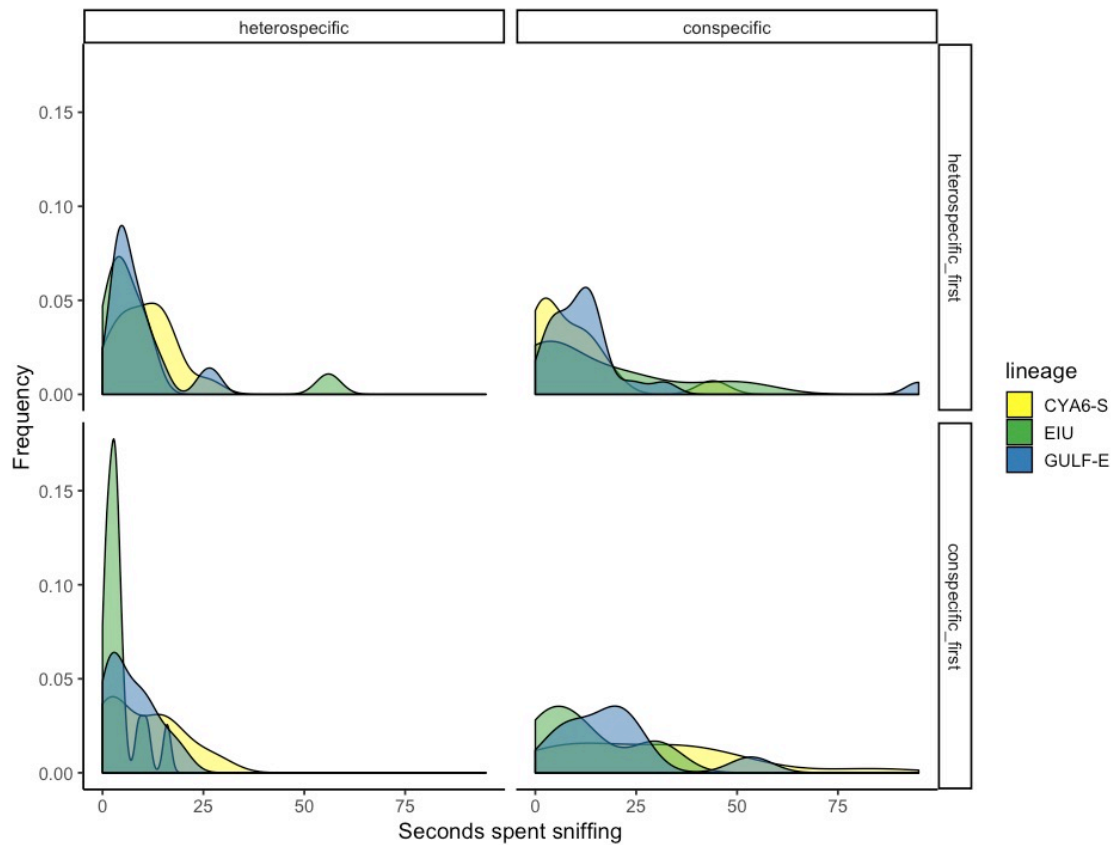 heterospecific
conspecific
0.15
0.10
0.05
0.00
heterospecific_first
0.15
0.10
0.05
0.00
conspecific_first
Frequency
0
25
50
75
0
25
50
75
Seconds spent sniffing
lineage
CYA6-S
EIU
GULF-E